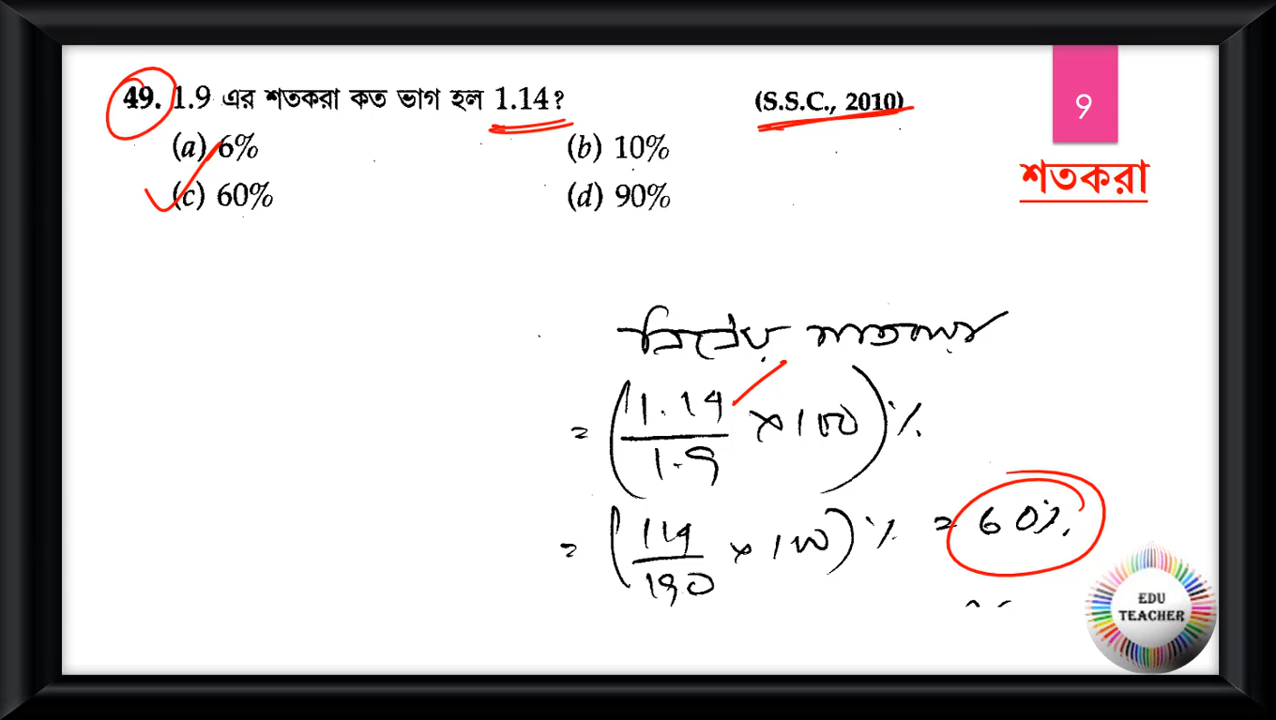 49. 1.9 এর শতকরা কত ভাগ হল 1.14? (S.S.C., 2010)
(a) 6% (b) 10%
(c) 60% (d) 90%
9
শতকরা
নির্ণেয় শতকরা
= (1.14/1.9 × 100) %
= (114/190 × 100) % = 60%.
EDU
TEACHER